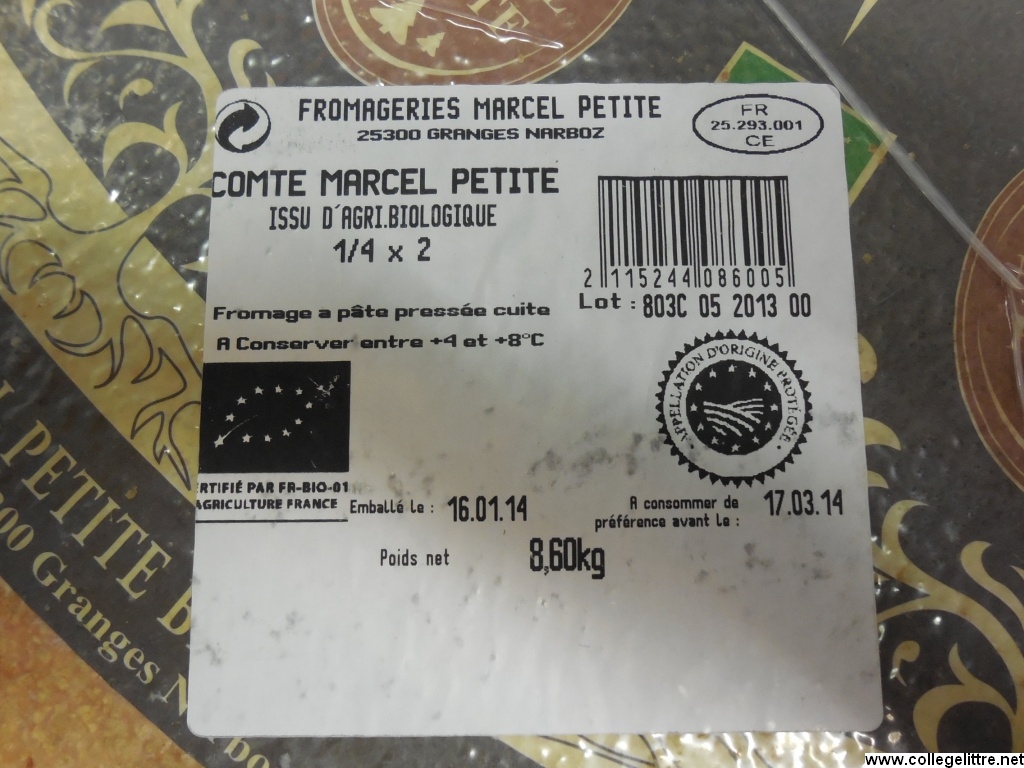 FROMAGERIES MARCEL PETITE
25300 GRANGES NARBOZ
FR
25.293.001
CE
COMTE MARCEL PETITE
ISSU D'AGRI.BIOLOGIQUE
1/4 x 2
2 115244 086005
Lot : 803C 05 2013 00
Fromage a pâte pressée cuite
A Conserver entre +4 et +8°C
APPELLATION D'ORIGINE PROTÉGÉE
ERTIFIÉ PAR FR-BIO-01
AGRICULTURE FRANCE
Emballé le : 16.01.14
A consommer de
préférence avant le : 17.03.14
Poids net 8,60kg
PETITE
Granges
www.collegelittre.net